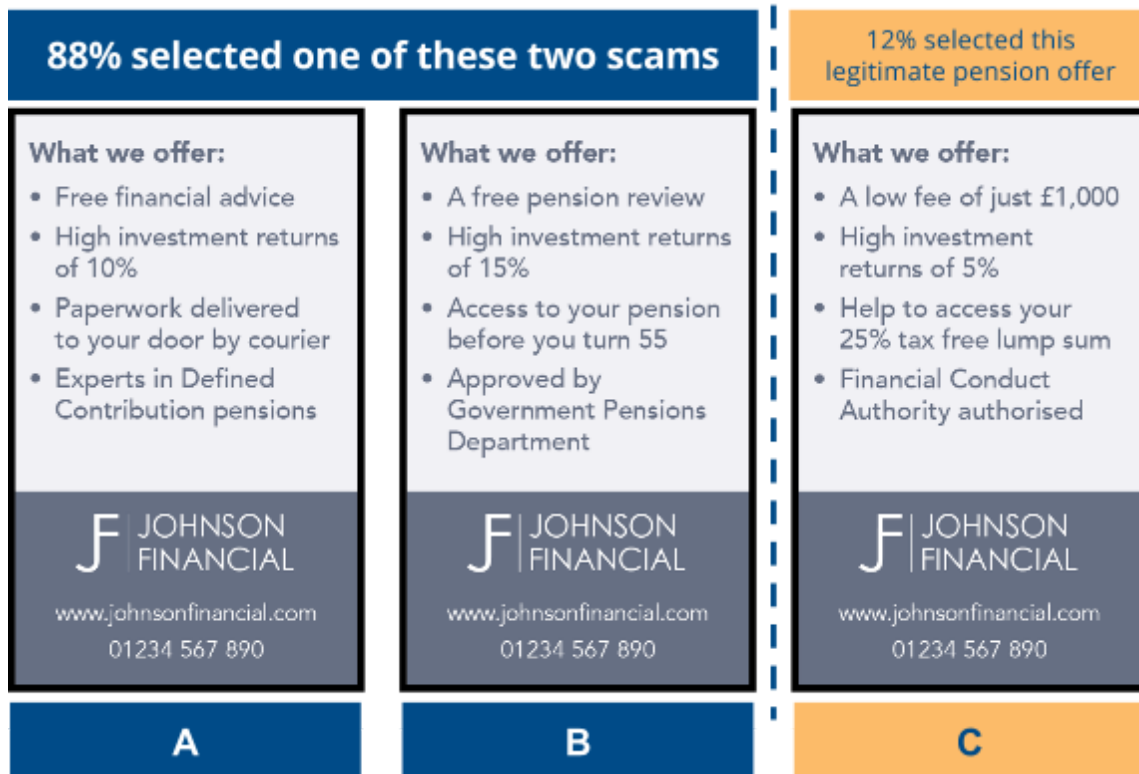 88% selected one of these two scams
12% selected this
legitimate pension offer
What we offer:
• Free financial advice
• High investment returns
of 10%
• Paperwork delivered
to your door by courier
• Experts in Defined
Contribution pensions
JF JOHNSON
FINANCIAL
www.johnsonfinancial.com
01234 567 890
A
What we offer:
• A free pension review
• High investment returns
of 15%
• Access to your pension
before you turn 55
• Approved by
Government Pensions
Department
JF JOHNSON
FINANCIAL
www.johnsonfinancial.com
01234 567 890
B
What we offer:
• A low fee of just £1,000
• High investment
returns of 5%
• Help to access your
25% tax free lump sum
• Financial Conduct
Authority authorised
JF JOHNSON
FINANCIAL
www.johnsonfinancial.com
01234 567 890
C